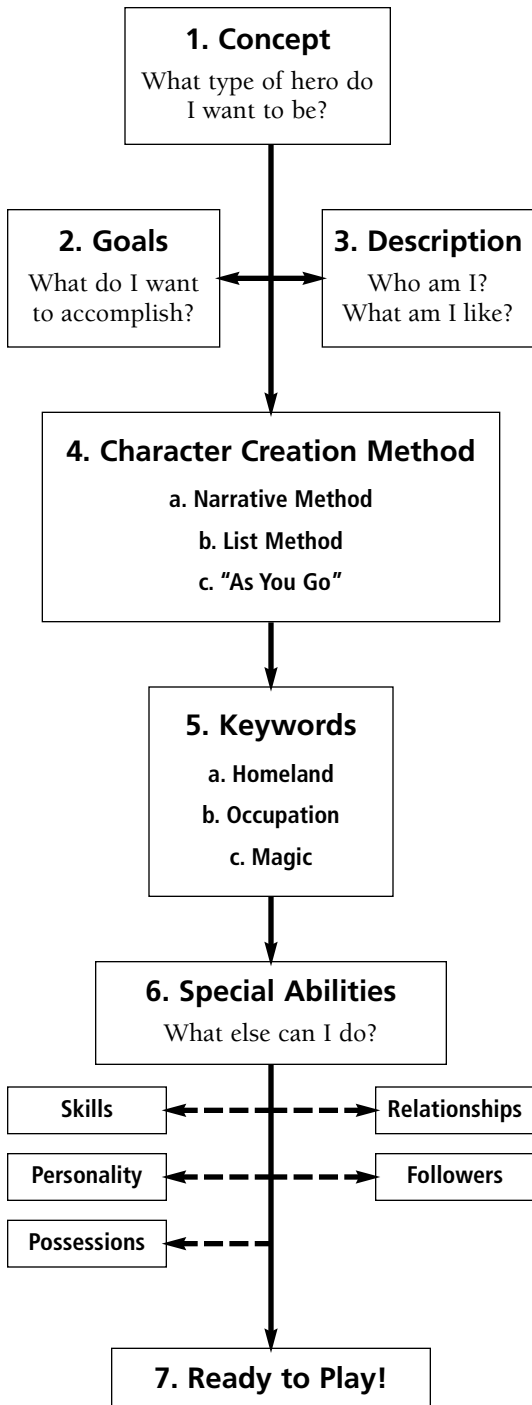 1. Concept
What type of hero do
I want to be?
2. Goals
What do I want
to accomplish?
3. Description
Who am I?
What am I like?
4. Character Creation Method
a. Narrative Method
b. List Method
c. “As You Go”
5. Keywords
a. Homeland
b. Occupation
c. Magic
6. Special Abilities
What else can I do?
Skills
Relationships
Personality
Followers
Possessions
7. Ready to Play!